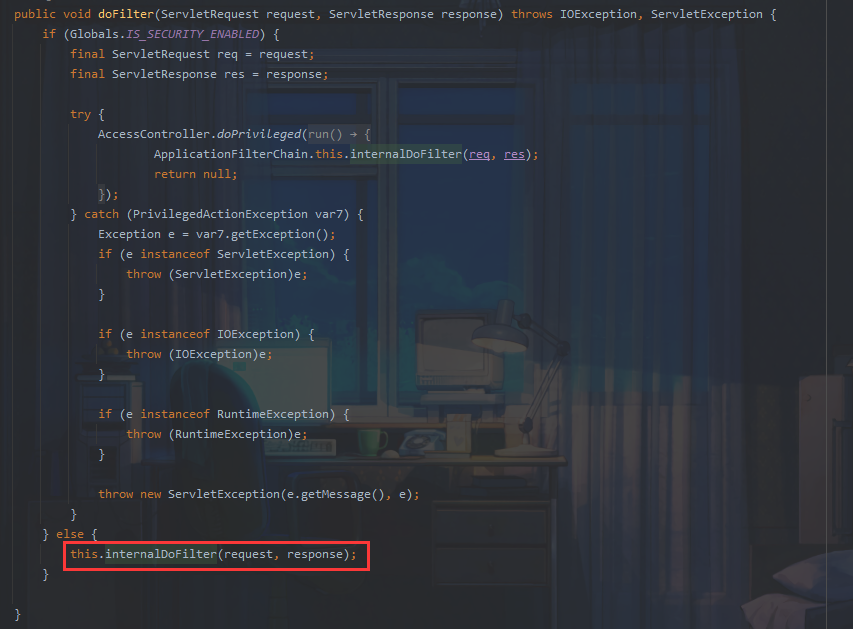 public void doFilter(ServletRequest request, ServletResponse response) throws IOException, ServletException {
    if (Globals.IS_SECURITY_ENABLED) {
        final ServletRequest req = request;
        final ServletResponse res = response;

        try {
            AccessController.doPrivileged(run() → {
                    ApplicationFilterChain.this.internalDoFilter(req, res);
                    return null;
            });
        } catch (PrivilegedActionException var7) {
            Exception e = var7.getException();
            if (e instanceof ServletException) {
                throw (ServletException)e;
            }

            if (e instanceof IOException) {
                throw (IOException)e;
            }

            if (e instanceof RuntimeException) {
                throw (RuntimeException)e;
            }

            throw new ServletException(e.getMessage(), e);
        }
    } else {
        this.internalDoFilter(request, response);
    }

}